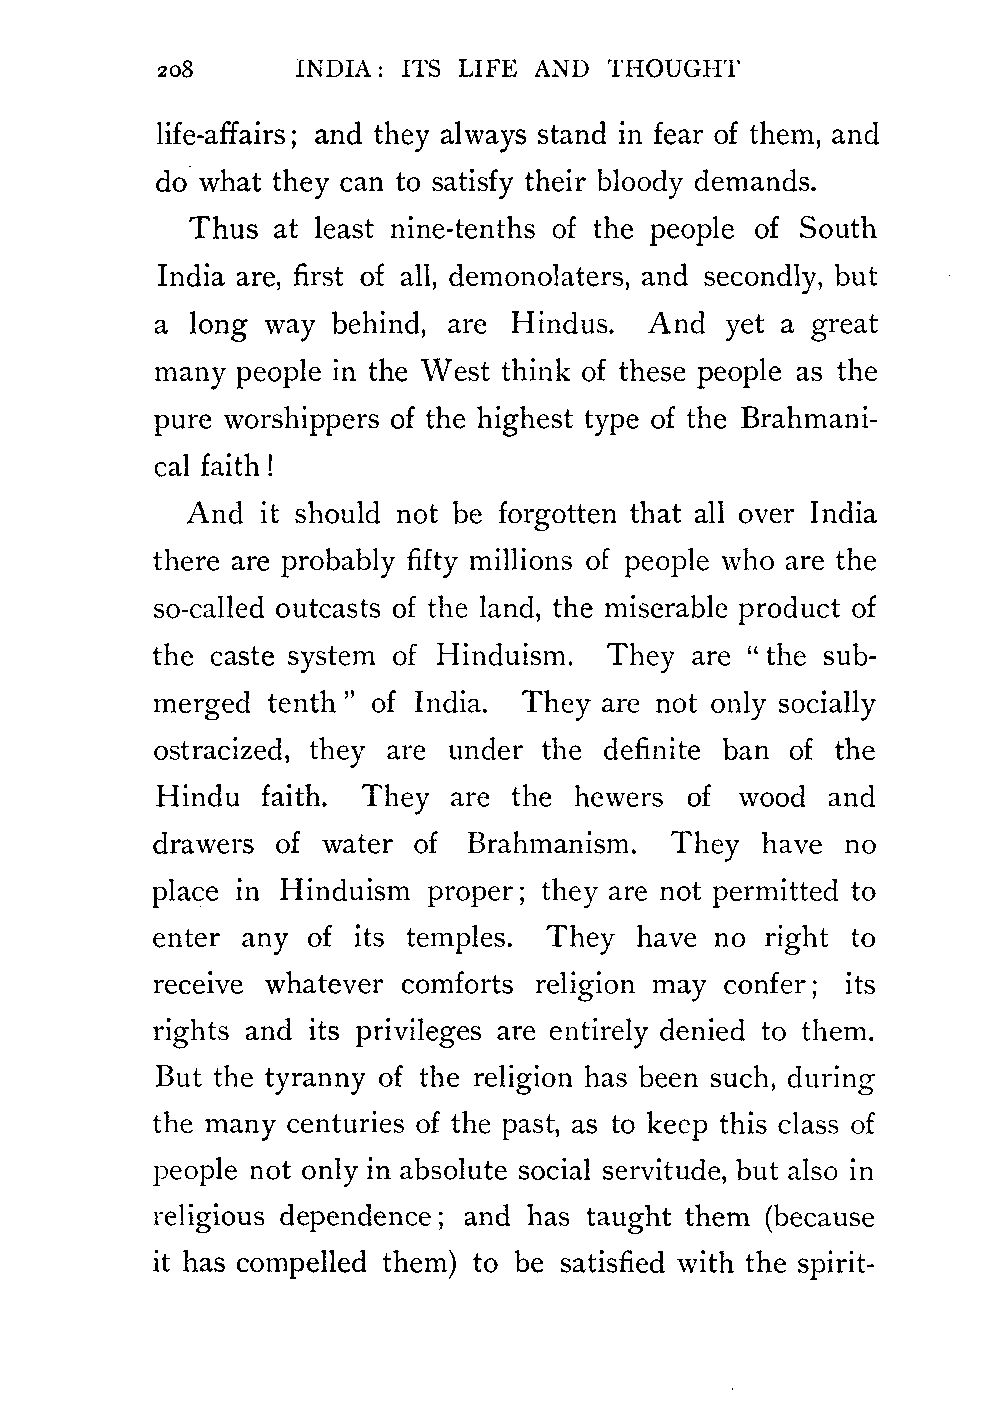 208 INDIA: ITS LIFE AND THOUGHT
life-affairs; and they always stand in fear of them, and
do what they can to satisfy their bloody demands.
Thus at least nine-tenths of the people of South
India are, first of all, demonolaters, and secondly, but
a long way behind, are Hindus. And yet a great
many people in the West think of these people as the
pure worshippers of the highest type of the Brahmani-
cal faith!
And it should not be forgotten that all over India
there are probably fifty millions of people who are the
so-called outcasts of the land, the miserable product of
the caste system of Hinduism. They are "the sub-
merged tenth" of India. They are not only socially
ostracized, they are under the definite ban of the
Hindu faith. They are the hewers of wood and
drawers of water of Brahmanism. They have no
place in Hinduism proper; they are not permitted to
enter any of its temples. They have no right to
receive whatever comforts religion may confer; its
rights and its privileges are entirely denied to them.
But the tyranny of the religion has been such, during
the many centuries of the past, as to keep this class of
people not only in absolute social servitude, but also in
religious dependence; and has taught them (because
it has compelled them) to be satisfied with the spirit-